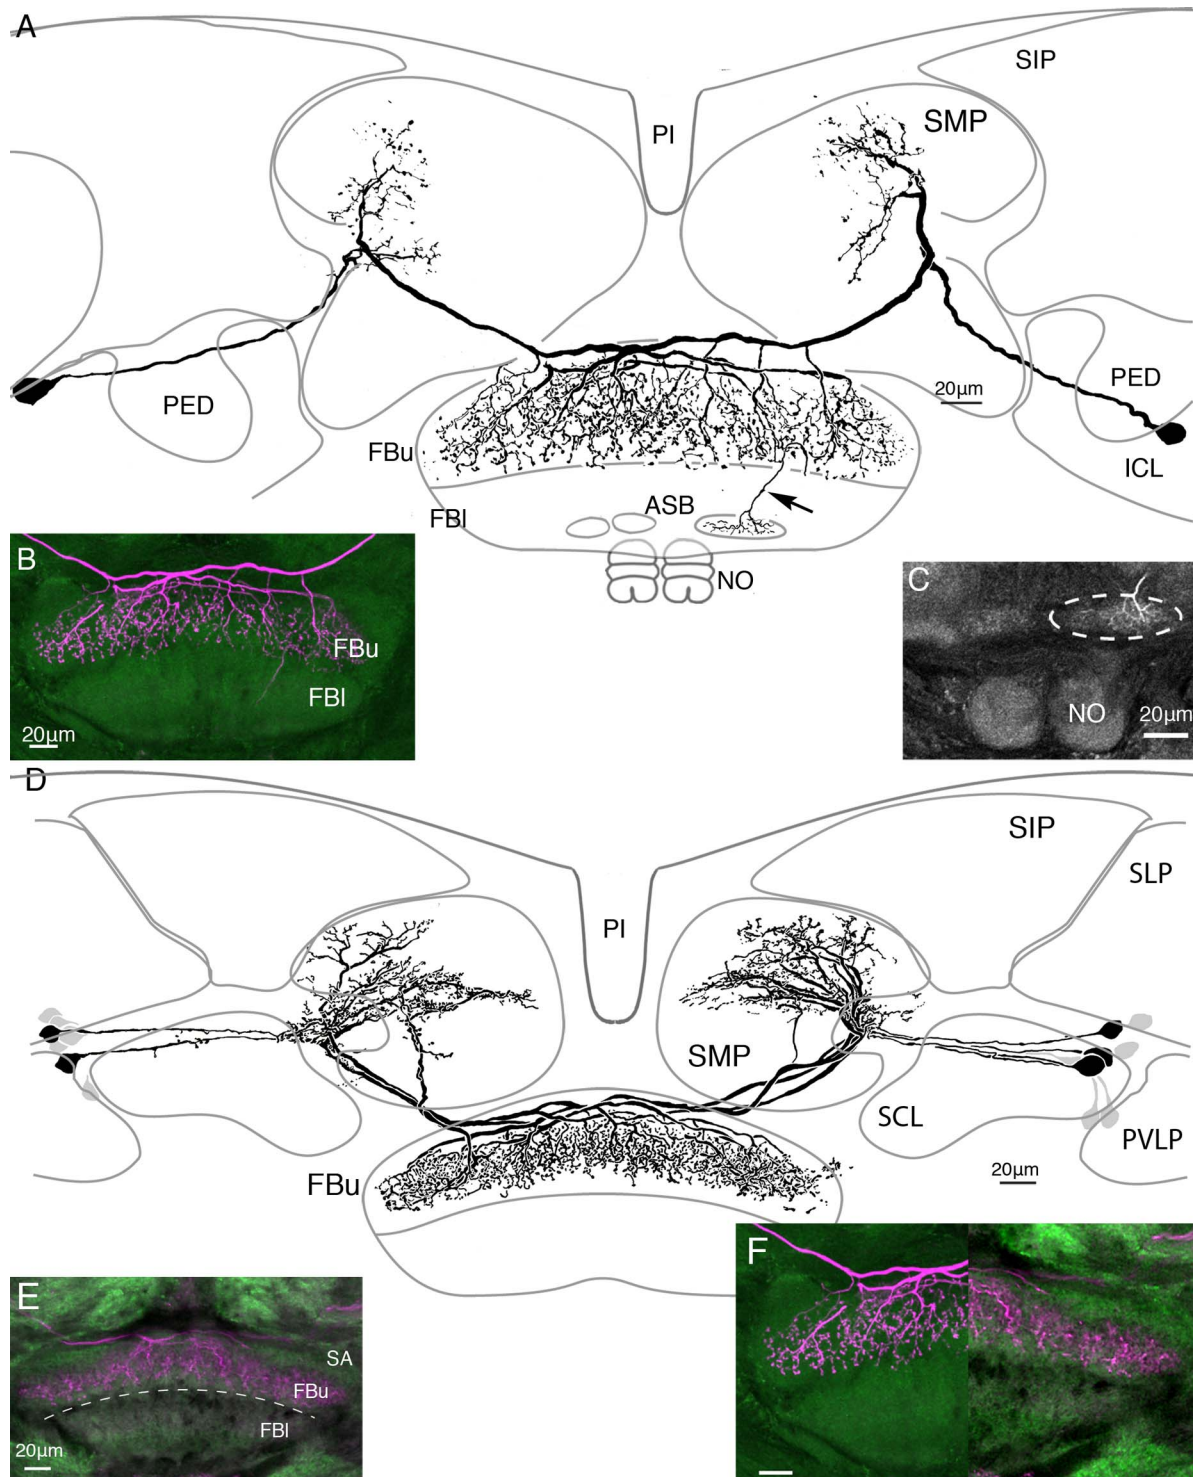 A
SIP
SMP
PI
PED
20µm
PED
FBu
ICL
ASB
FBl
B
NO
C
FBu
FBl
NO
20µm
20µm
D
SIP
SLP
PI
SMP
SCL
PVLP
FBu
20µm
E
F
SA
FBu
FBl
20µm